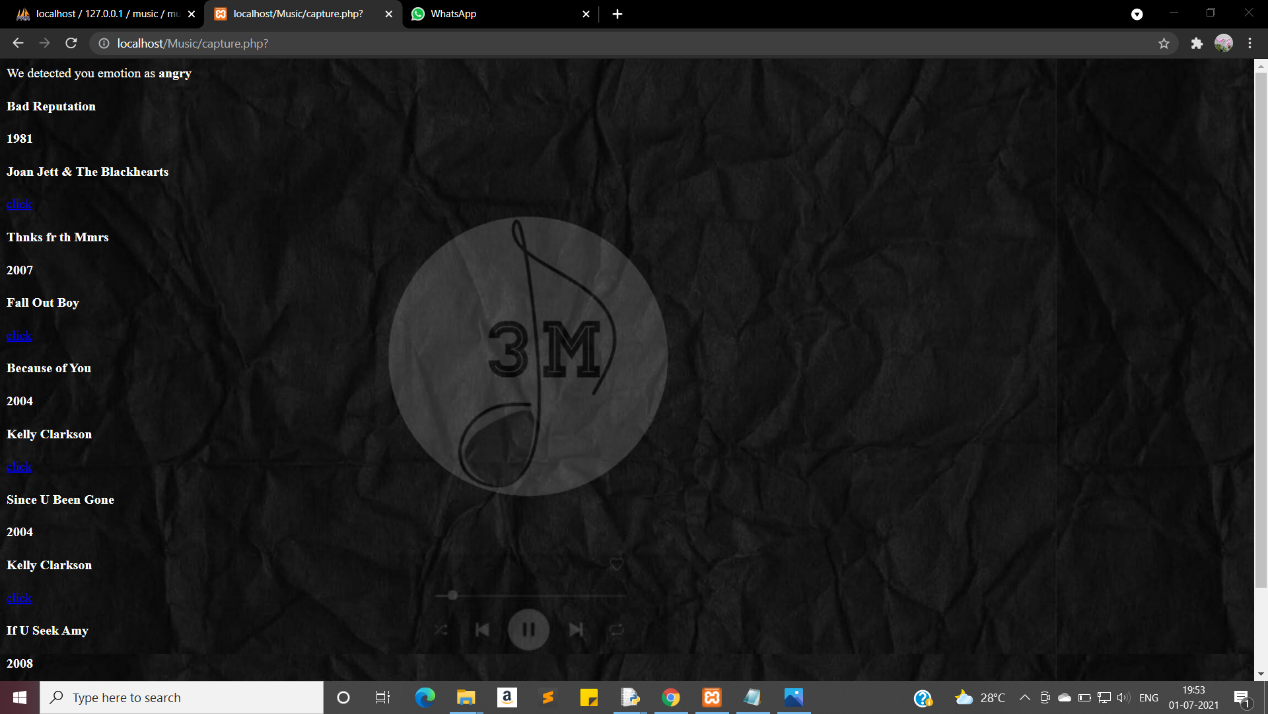 localhost / 127.0.0.1 / music / mu
localhost/Music/capture.php?
WhatsApp
localhost/Music/capture.php?
We detected you emotion as angry
Bad Reputation
1981
Joan Jett & The Blackhearts
click
Thnks fr th Mmrs
2007
Fall Out Boy
click
Because of You
2004
Kelly Clarkson
click
Since U Been Gone
2004
Kelly Clarkson
click
If U Seek Amy
2008
3 M
Type here to search
28°C
ENG
19:53
01-07-2021
1